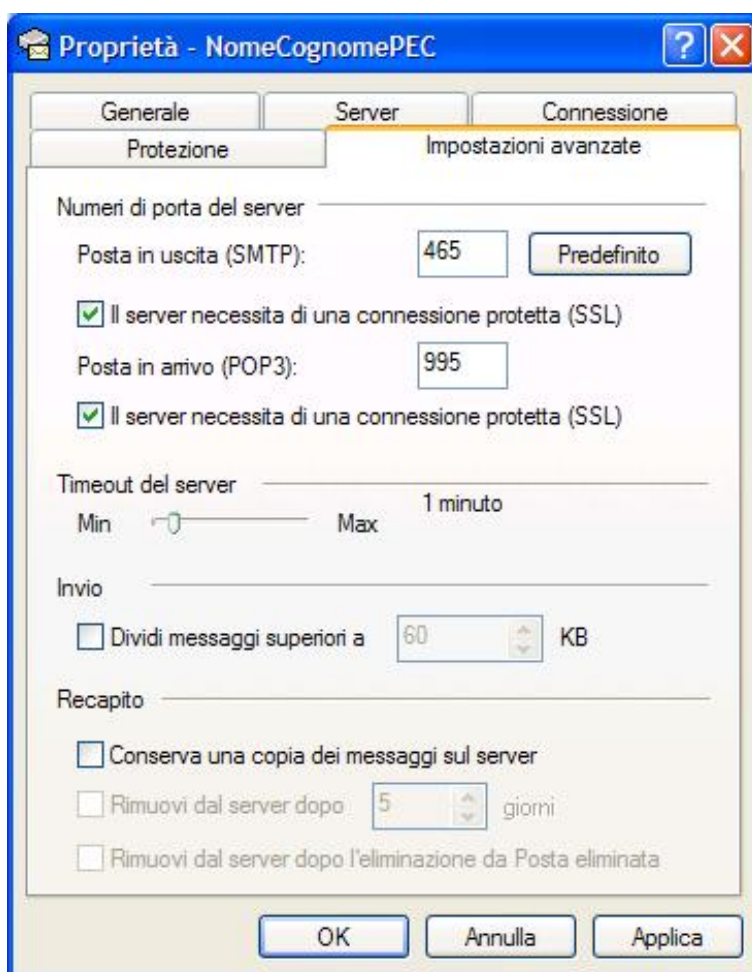 Proprietà - NomeCognomePEC
Generale Server Connessione
Protezione Impostazioni avanzate
Numeri di porta del server
Posta in uscita (SMTP): 465 Predefinito
Il server necessita di una connessione protetta (SSL)
Posta in arrivo (POP3): 995
Il server necessita di una connessione protetta (SSL)
Timeout del server
Min Max 1 minuto
Invio
Dividi messaggi superiori a 60 KB
Recapito
Conserva una copia dei messaggi sul server
Rimuovi dal server dopo 5 giorni
Rimuovi dal server dopo l'eliminazione da Posta eliminata
OK Annulla Applica